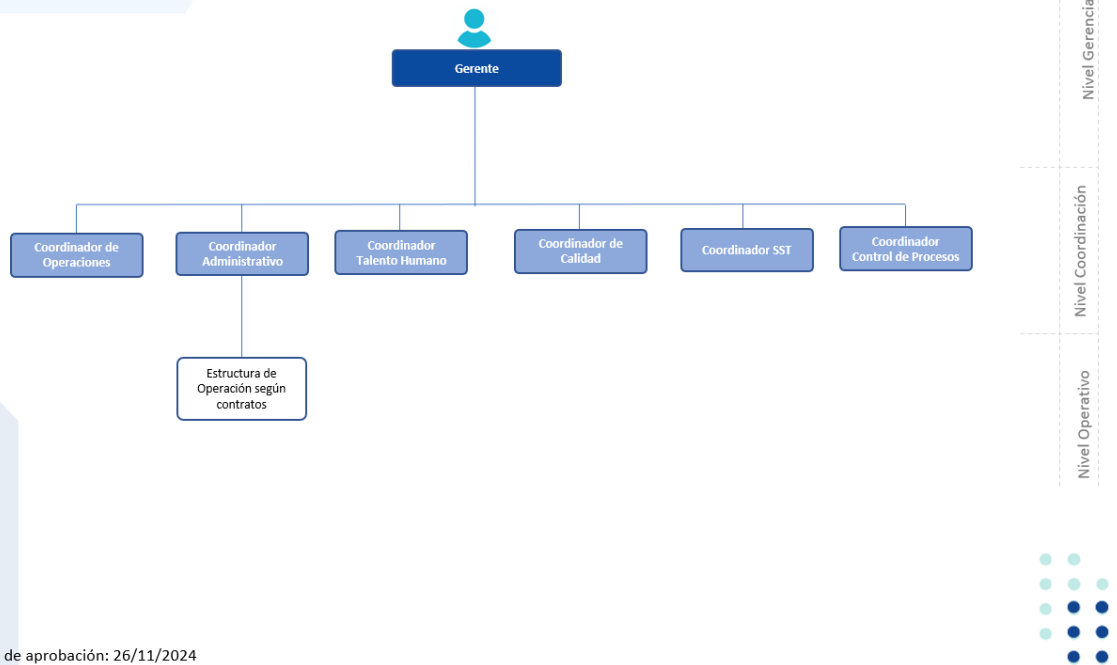 Gerente
Coordinador de
Operaciones
Coordinador
Administrativo
Coordinador
Talento Humano
Coordinador de
Calidad
Coordinador SST
Coordinador
Control de Procesos
Estructura de
Operación según
contratos
Nivel Gerencia
Nivel Coordinación
Nivel Operativo
de aprobación: 26/11/2024